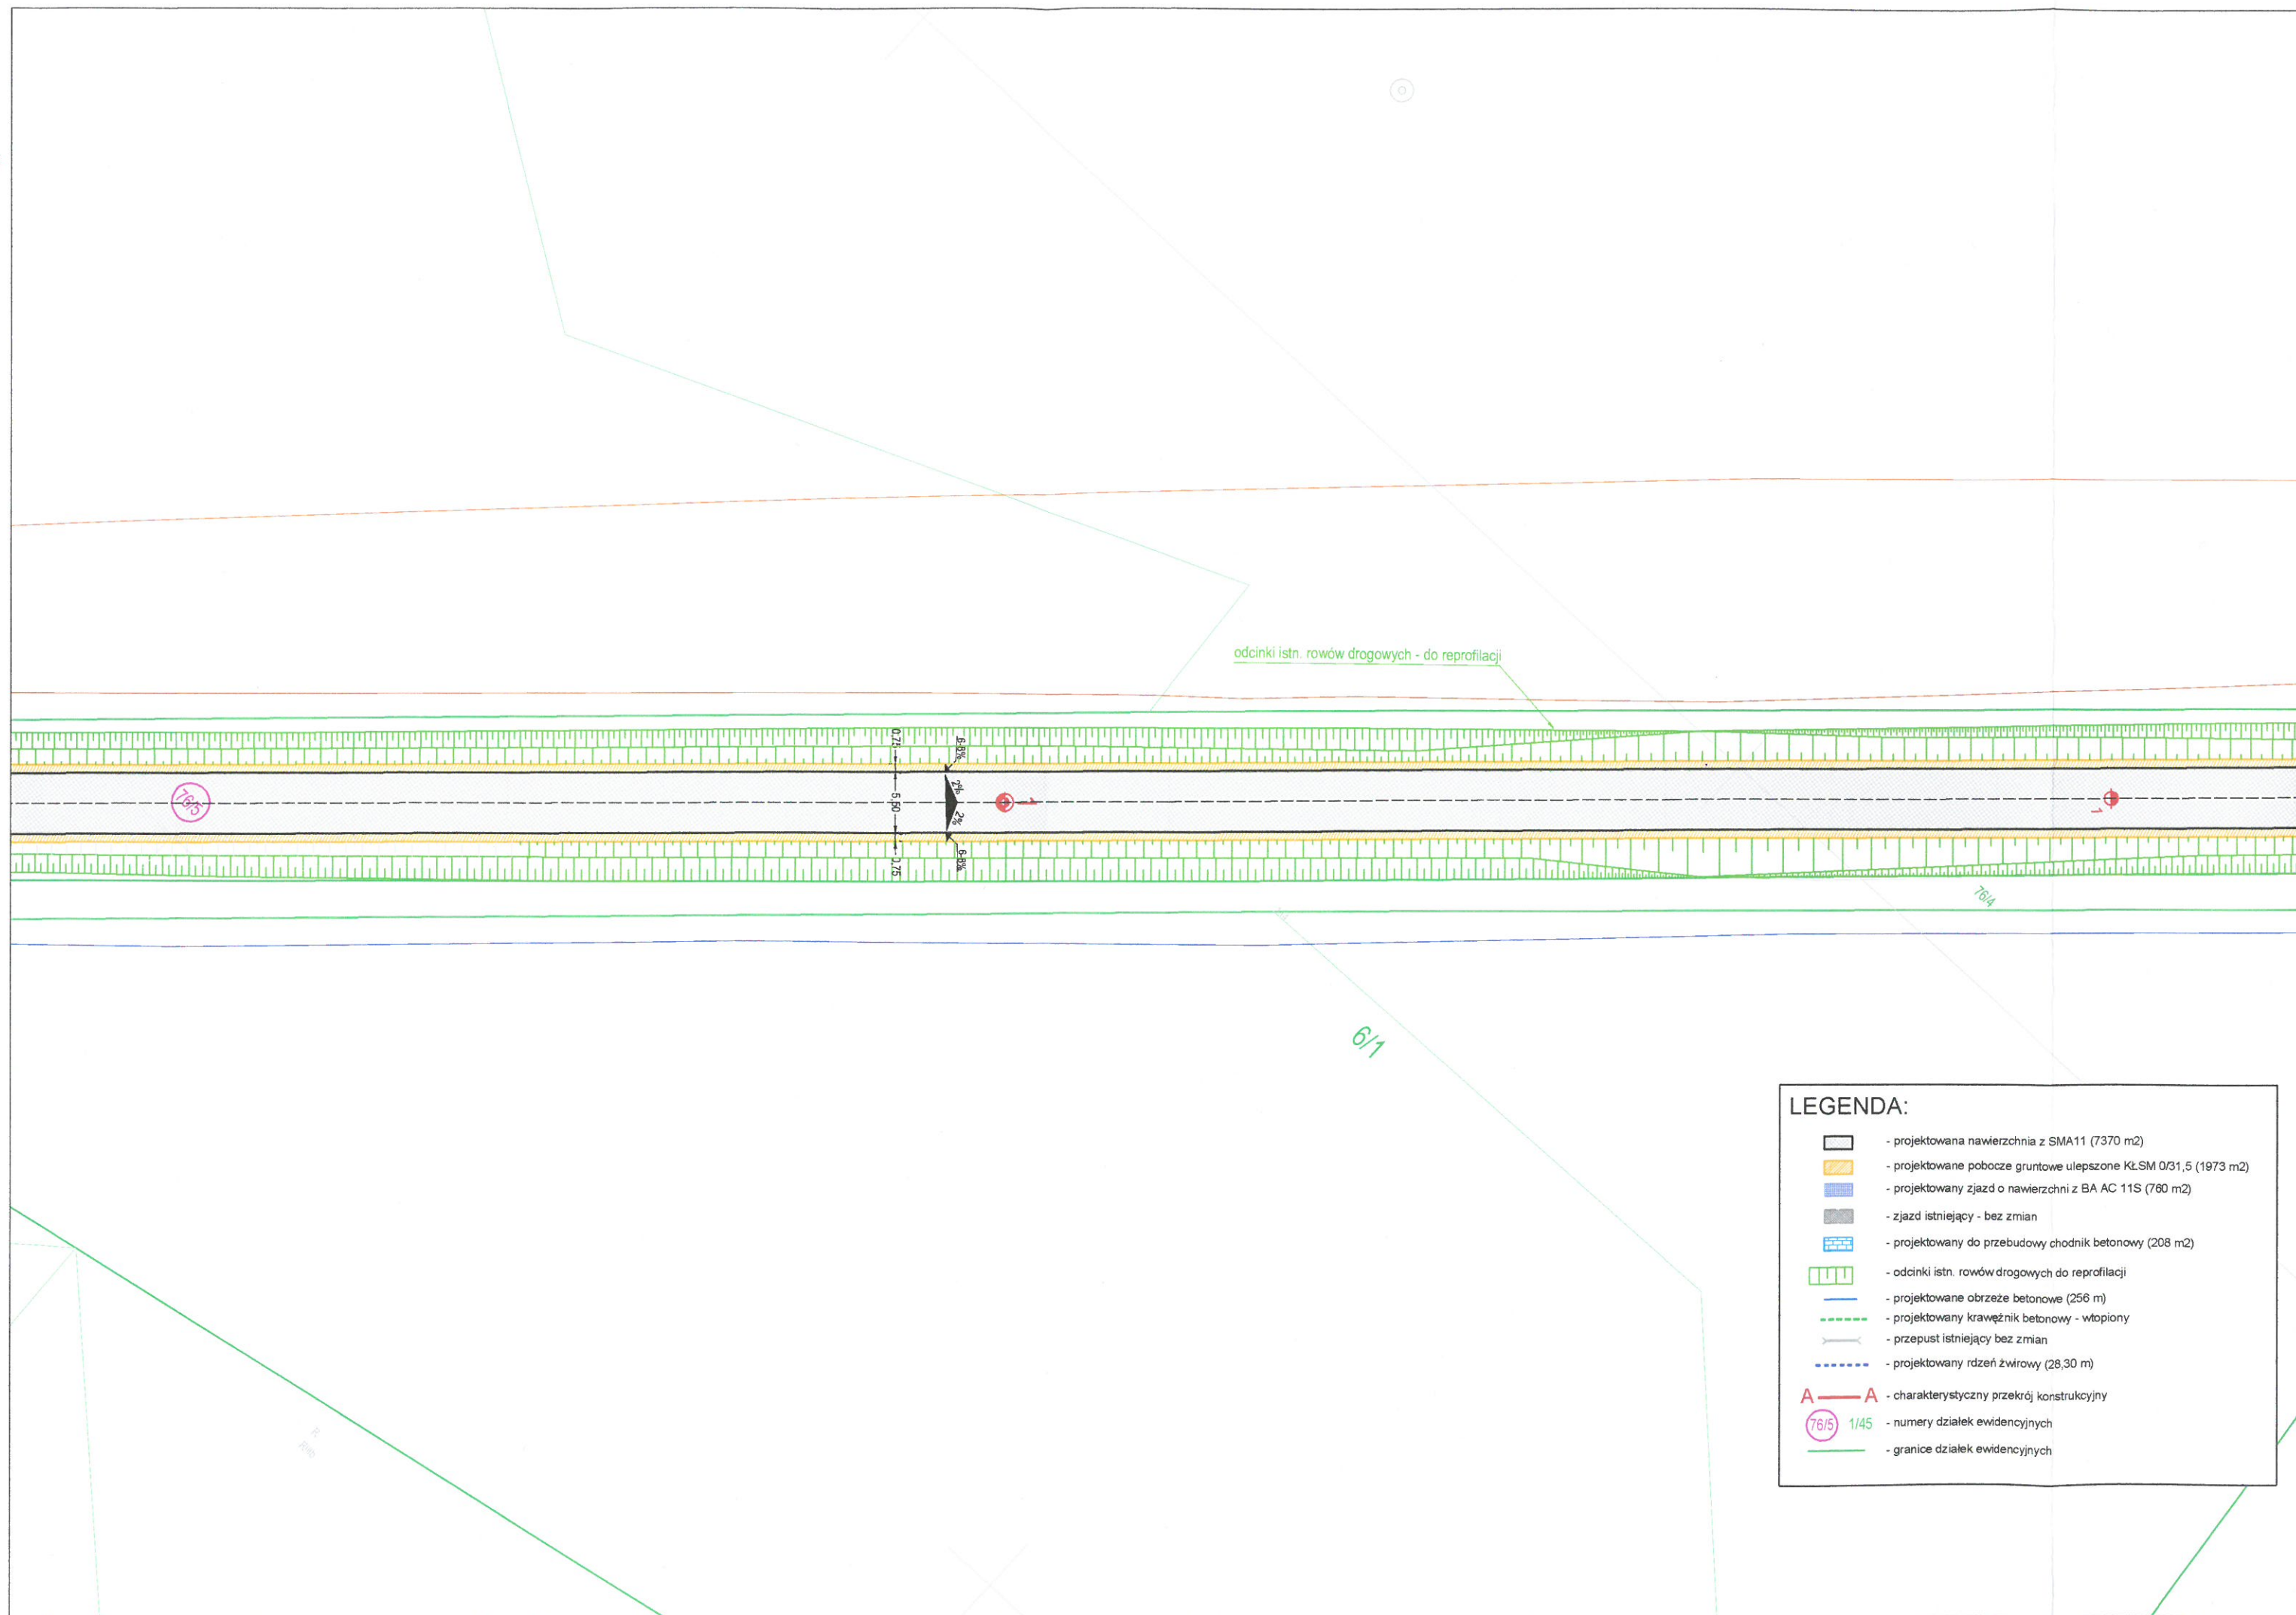 odcinki istn. rowów drogowych - do reprofilacji
0,75
6-8%
2%
76/5
5,50
1
2%
1
6-8%
0,75
76/4
6/1
LEGENDA:
- projektowana nawierzchnia z SMA11 (7370 m2)
- projektowane pobocze gruntowe ulepszone KŁSM 0/31,5 (1973 m2)
- projektowany zjazd o nawierzchni z BA AC 11S (760 m2)
- zjazd istniejący - bez zmian
- projektowany do przebudowy chodnik betonowy (208 m2)
- odcinki istn. rowów drogowych do reprofilacji
- projektowane obrzeże betonowe (256 m)
- projektowany krawężnik betonowy - wtopiony
- przepust istniejący bez zmian
- projektowany rdzeń żwirowy (28,30 m)
A A - charakterystyczny przekrój konstrukcyjny
76/5 1/45 - numery działek ewidencyjnych
- granice działek ewidencyjnych
R